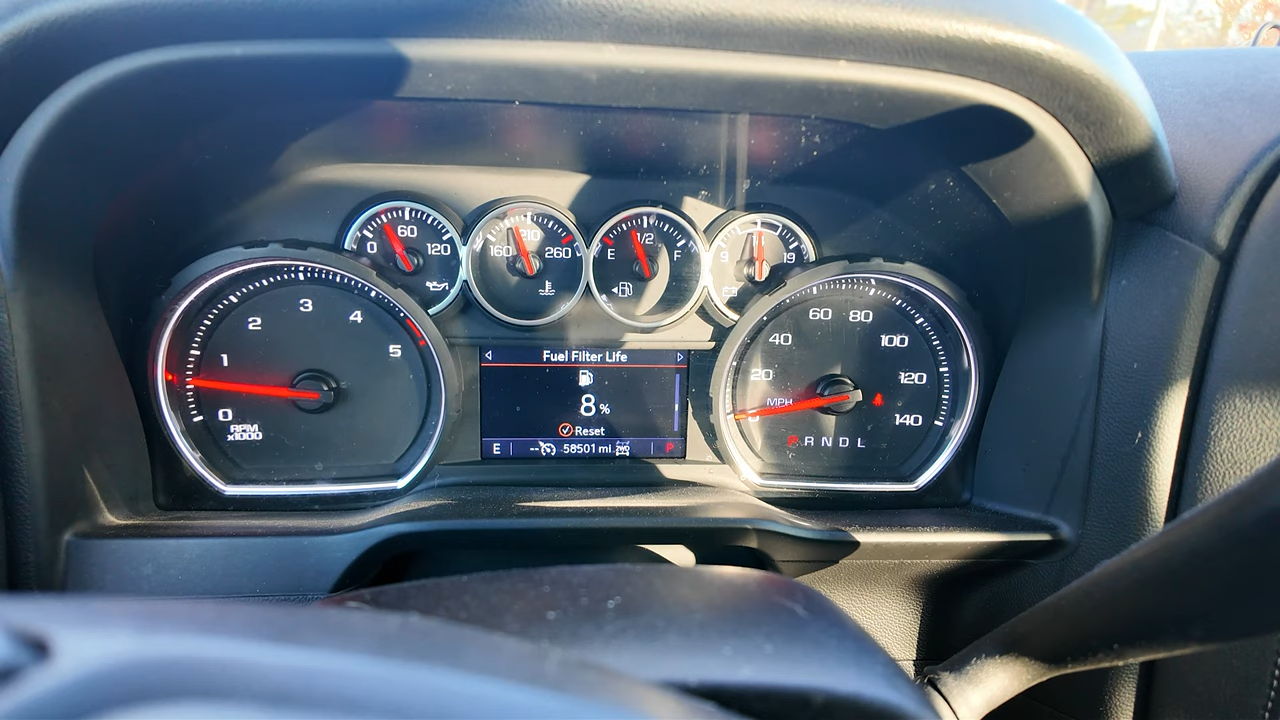 0 60 120
160 210 260
E 1/2 F
9 19
0 1 2 3 4 5
RPM
x1000
Fuel Filter Life
8 %
Reset
E -- 58501 mi 2WD P
20 40 60 80 100 120 140
MPH
P R N D L